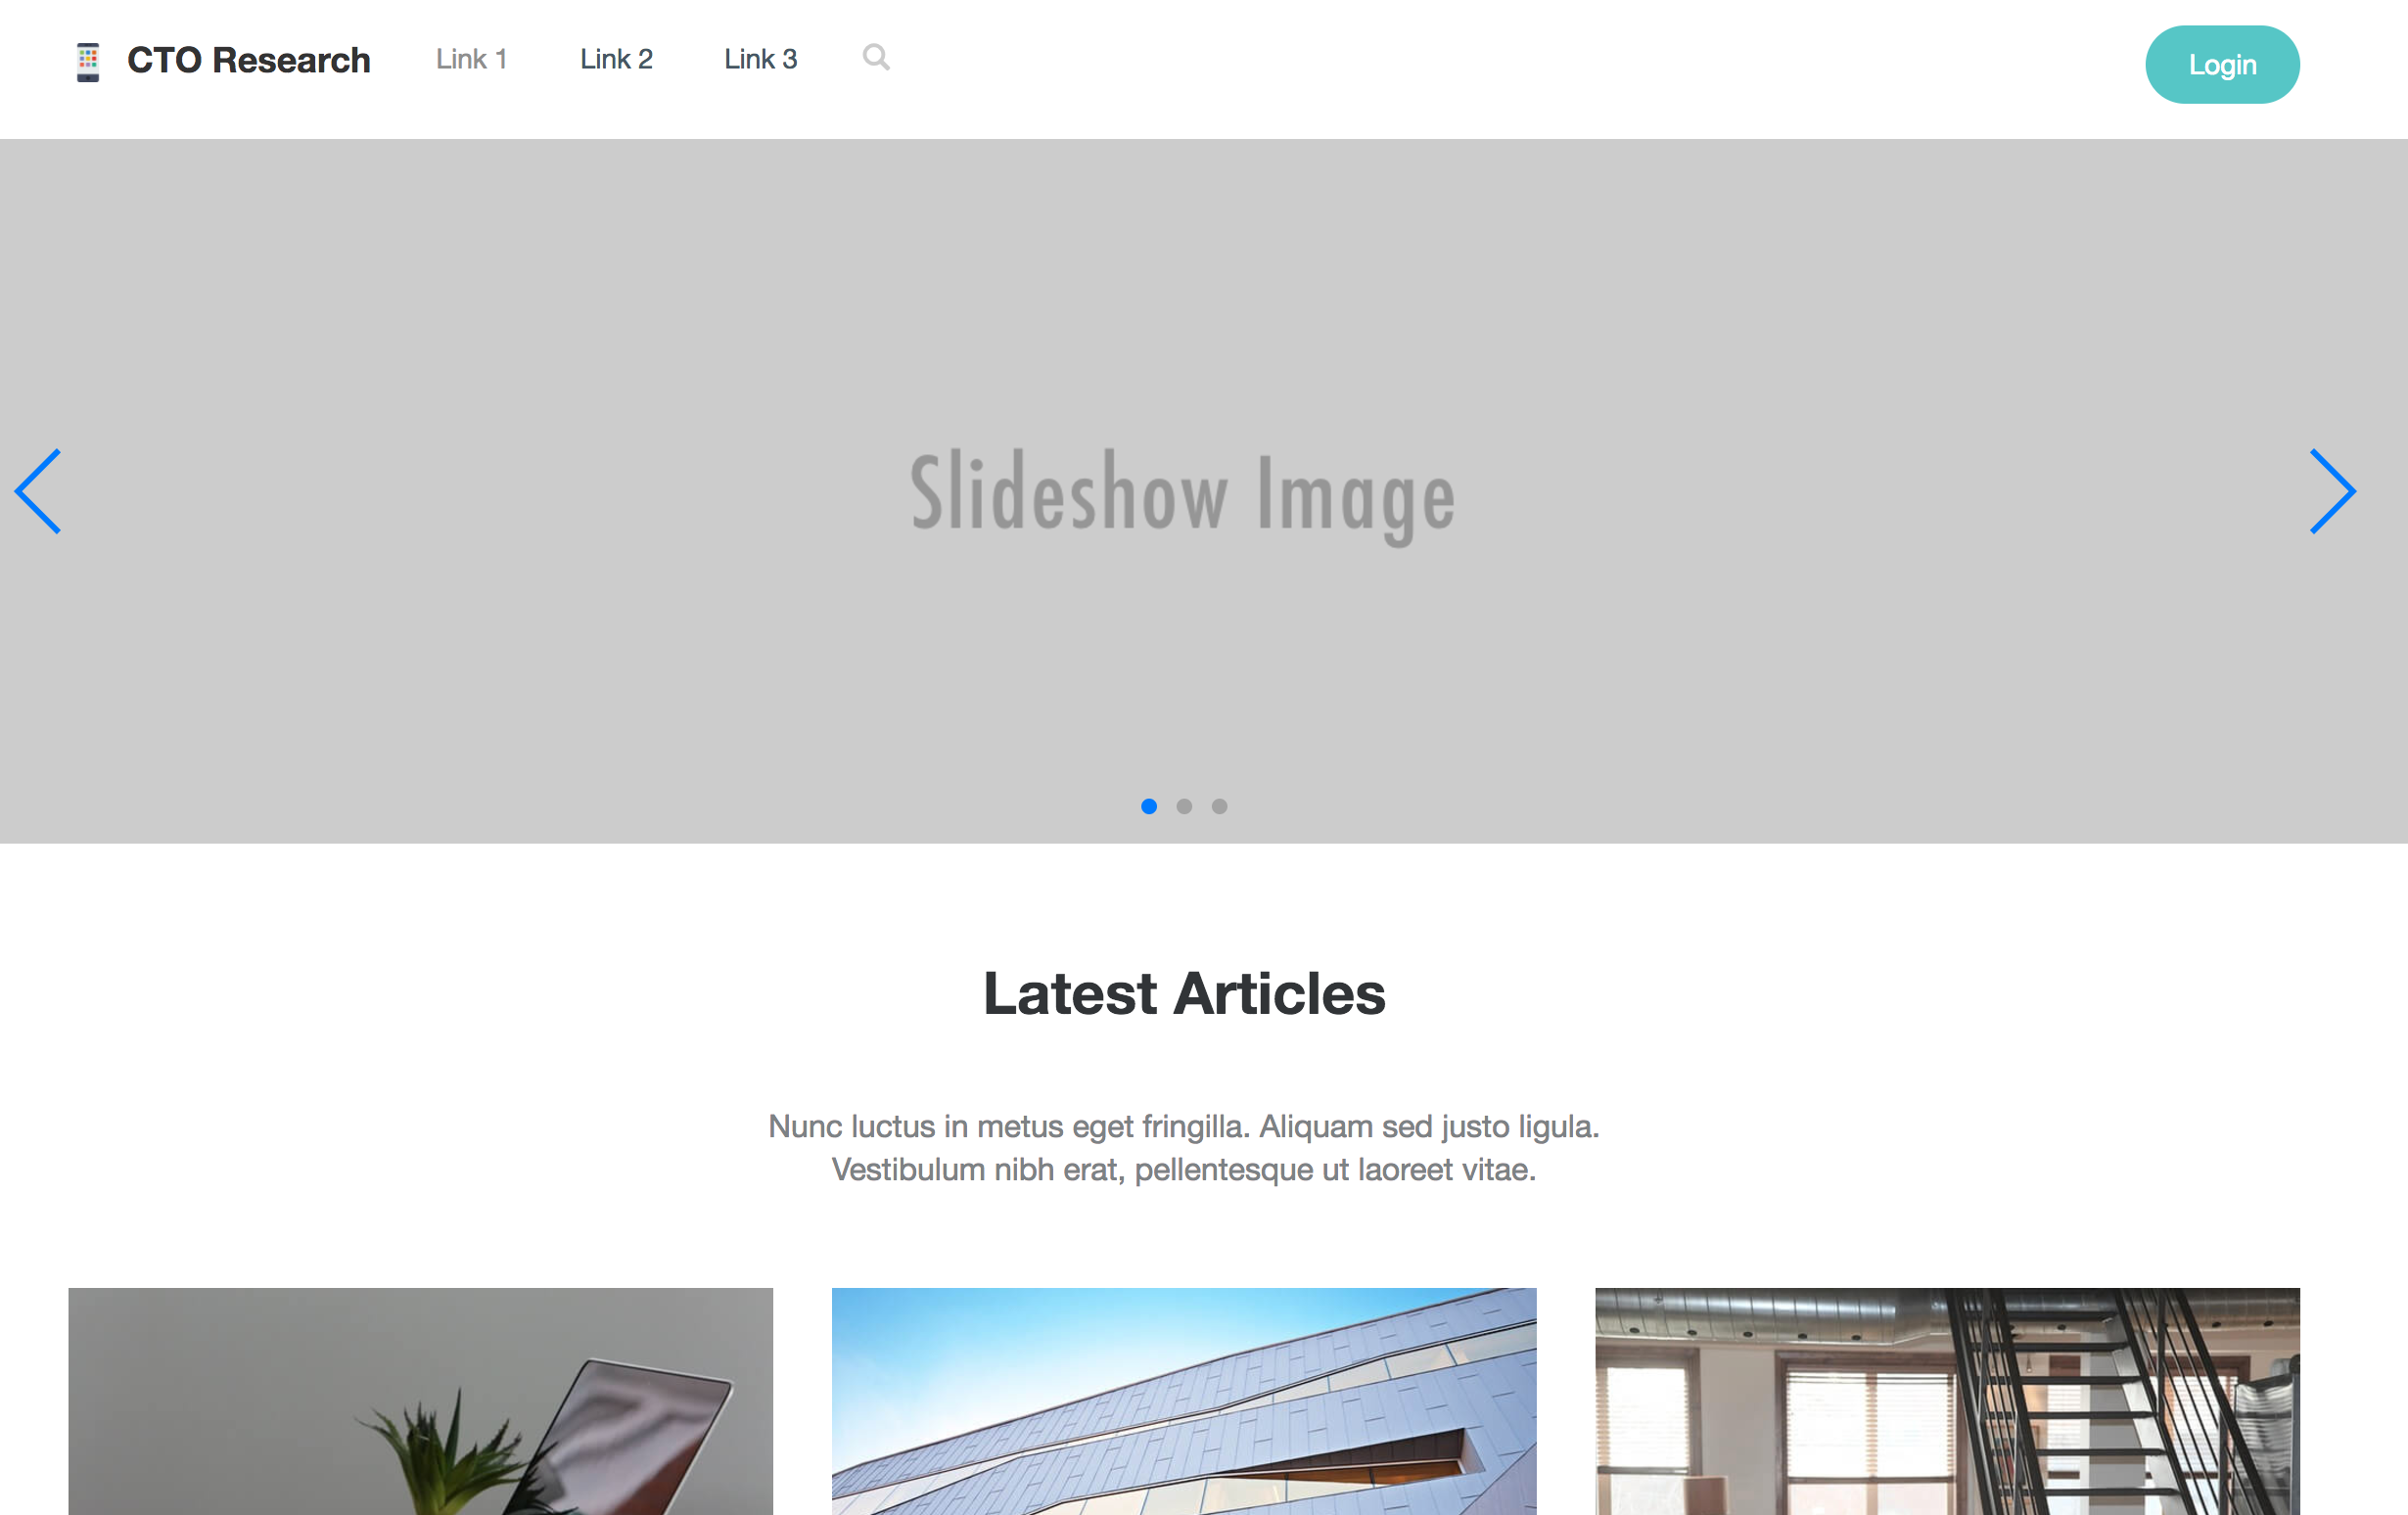 CTO Research
Link 1
Link 2
Link 3
Login
Slideshow Image
Latest Articles
Nunc luctus in metus eget fringilla. Aliquam sed justo ligula.
Vestibulum nibh erat, pellentesque ut laoreet vitae.